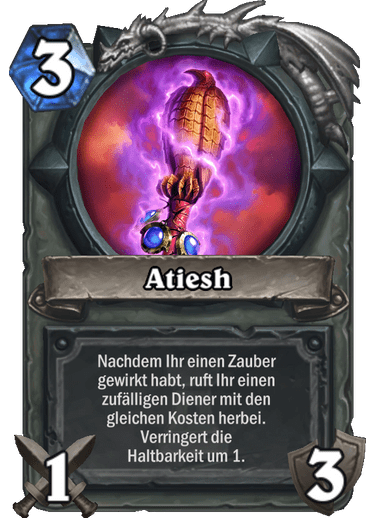 3
Atiesh
Nachdem Ihr einen Zauber
gewirkt habt, ruft Ihr einen
zufälligen Diener mit den
gleichen Kosten herbei.
Verringert die
Haltbarkeit um 1.
1
3